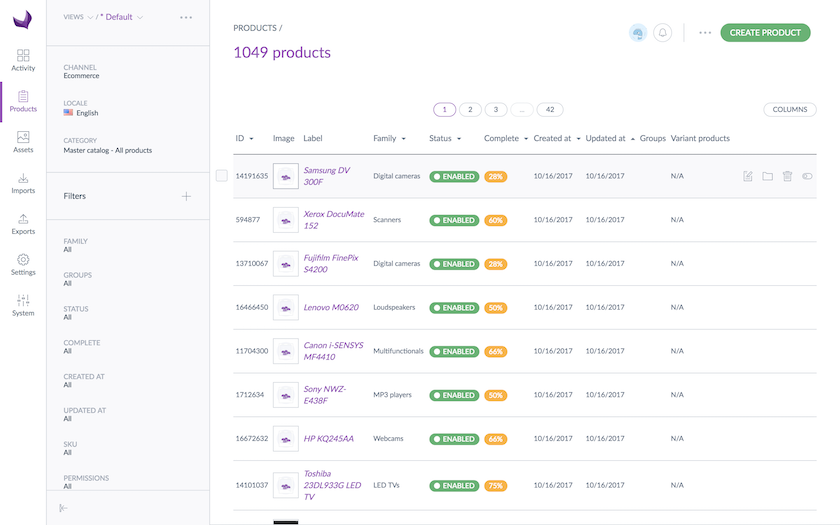 VIEWS / * Default
Activity
Products
Assets
Imports
Exports
Settings
System
CHANNEL
Ecommerce
LOCALE
English
CATEGORY
Master catalog - All products
Filters
FAMILY
All
GROUPS
All
STATUS
All
COMPLETE
All
CREATED AT
All
UPDATED AT
All
SKU
All
PERMISSIONS
All
PRODUCTS /
CREATE PRODUCT
1049 products
1 2 3 ... 42 COLUMNS
ID Image Label Family Status Complete Created at Updated at Groups Variant products
14191635 Samsung DV Digital cameras ENABLED 28% 10/16/2017 10/16/2017 N/A
300F
594877 Xerox DocuMate Scanners ENABLED 60% 10/16/2017 10/16/2017 N/A
152
13710067 Fujifilm FinePix Digital cameras ENABLED 28% 10/16/2017 10/16/2017 N/A
S4200
16466450 Lenovo M0620 Loudspeakers ENABLED 50% 10/16/2017 10/16/2017 N/A
11704300 Canon i-SENSYS Multifunctionals ENABLED 66% 10/16/2017 10/16/2017 N/A
MF4410
1712634 Sony NWZ- MP3 players ENABLED 50% 10/16/2017 10/16/2017 N/A
E438F
16672632 HP KQ245AA Webcams ENABLED 66% 10/16/2017 10/16/2017 N/A
14101037 Toshiba LED TVs ENABLED 75% 10/16/2017 10/16/2017 N/A
23DL933G LED
TV